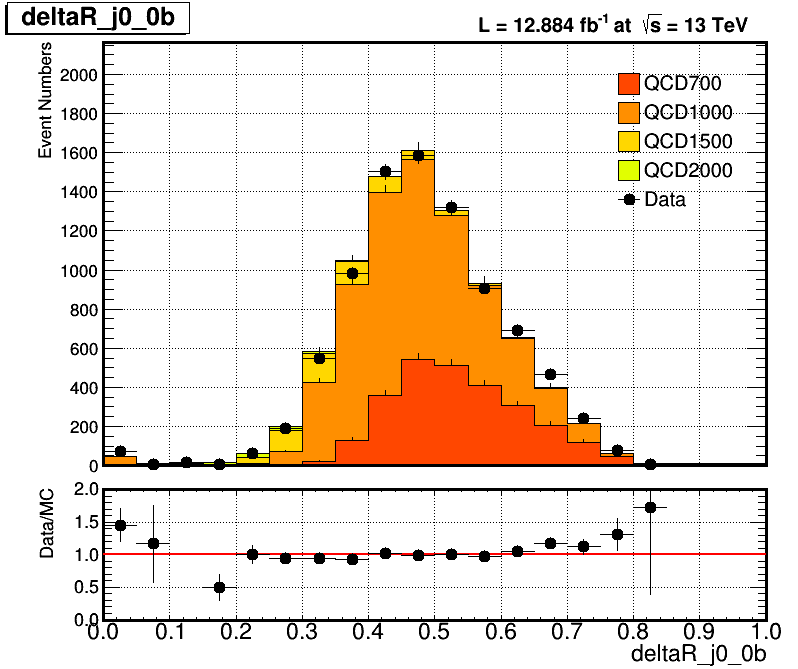 deltaR_j0_0b
L = 12.884 fb⁻¹ at √s = 13 TeV
Event Numbers
2000
1800
1600
1400
1200
1000
800
600
400
200
0
QCD700
QCD1000
QCD1500
QCD2000
Data
Data/MC
2.0
1.5
1.0
0.5
0.0
0.0 0.1 0.2 0.3 0.4 0.5 0.6 0.7 0.8 0.9 1.0
deltaR_j0_0b